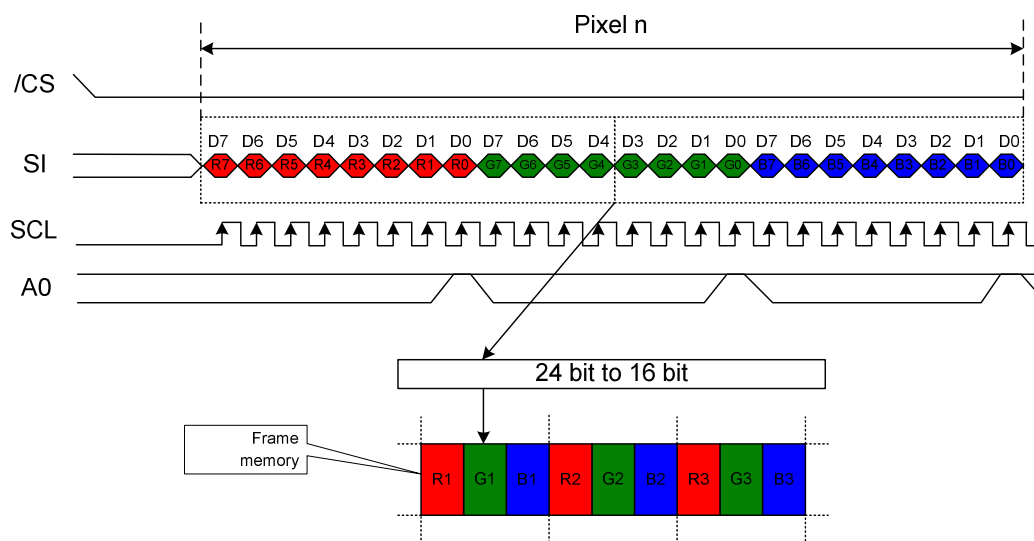 Pixel n
/CS
D7 D6 D5 D4 D3 D2 D1 D0 D7 D6 D5 D4 D3 D2 D1 D0 D7 D6 D5 D4 D3 D2 D1 D0
SI
R7 R6 R5 R4 R3 R2 R1 R0 G7 G6 G5 G4 G3 G2 G1 G0 B7 B6 B5 B4 B3 B2 B1 B0
SCL
A0
24 bit to 16 bit
Frame
memory
R1 G1 B1 R2 G2 B2 R3 G3 B3